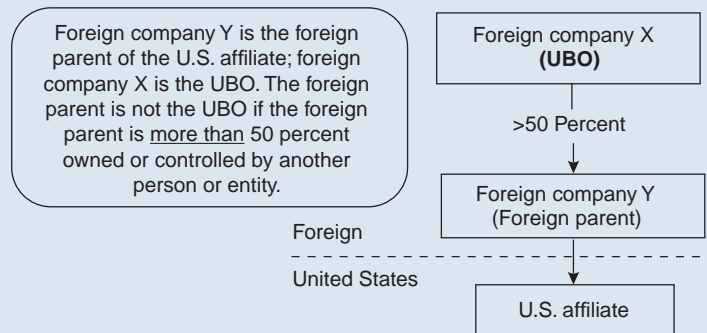 Foreign company Y is the foreign
parent of the U.S. affiliate; foreign
company X is the UBO. The foreign
parent is not the UBO if the foreign
parent is more than 50 percent
owned or controlled by another
person or entity.
Foreign company X
(UBO)
>50 Percent
Foreign company Y
(Foreign parent)
Foreign
United States
U.S. affiliate